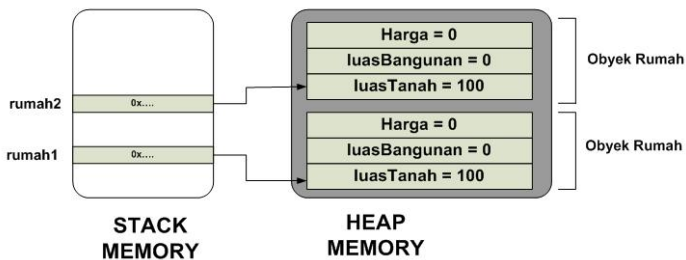 Harga = 0
luasBangunan = 0
luasTanah = 100
Obyek Rumah
rumah2
0x....
Harga = 0
luasBangunan = 0
luasTanah = 100
Obyek Rumah
rumah1
0x....
STACK
MEMORY
HEAP
MEMORY